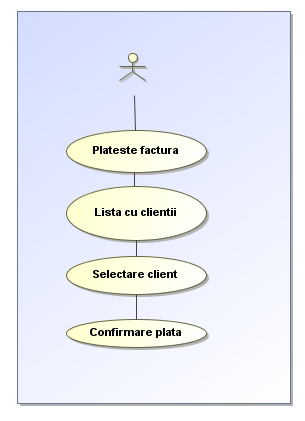 Plateste factura
Lista cu clientii
Selectare client
Confirmare plata